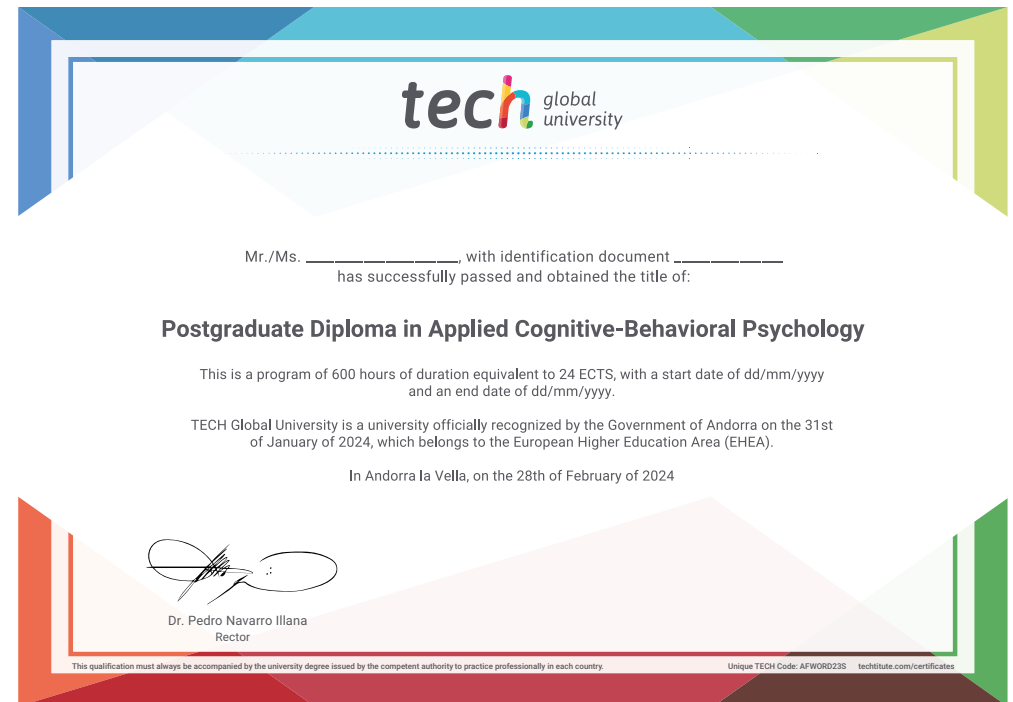 tech global
university
Mr./Ms. ___________________, with identification document ______________
has successfully passed and obtained the title of:
Postgraduate Diploma in Applied Cognitive-Behavioral Psychology
This is a program of 600 hours of duration equivalent to 24 ECTS, with a start date of dd/mm/yyyy
and an end date of dd/mm/yyyy.
TECH Global University is a university officially recognized by the Government of Andorra on the 31st
of January of 2024, which belongs to the European Higher Education Area (EHEA).
In Andorra la Vella, on the 28th of February of 2024
Dr. Pedro Navarro Illana
Rector
This qualification must always be accompanied by the university degree issued by the competent authority to practice professionally in each country.
Unique TECH Code: AFWORD23S techtitute.com/certificates